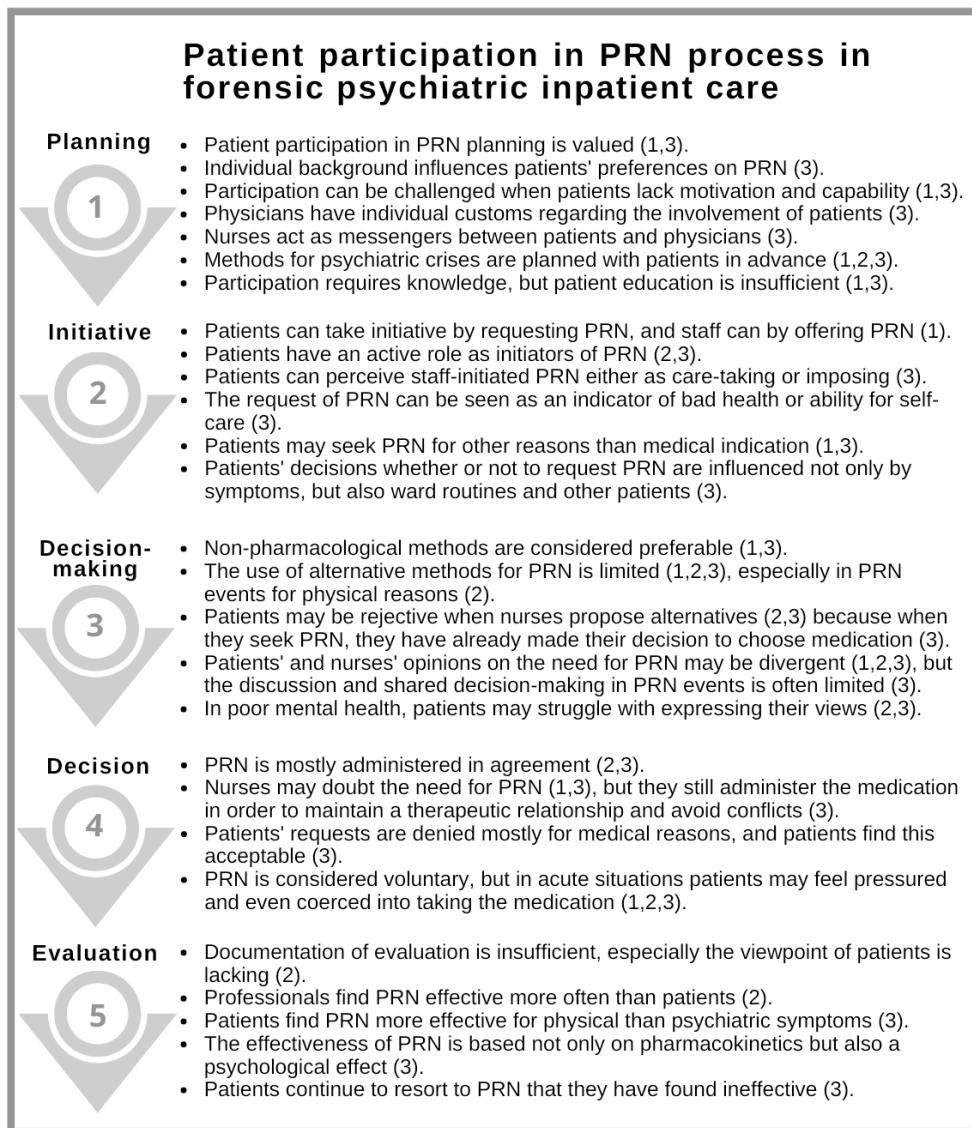 Patient participation in PRN process in
forensic psychiatric inpatient care
Planning
1
• Patient participation in PRN planning is valued (1,3).
• Individual background influences patients' preferences on PRN (3).
• Participation can be challenged when patients lack motivation and capability (1,3).
• Physicians have individual customs regarding the involvement of patients (3).
• Nurses act as messengers between patients and physicians (3).
• Methods for psychiatric crises are planned with patients in advance (1,2,3).
• Participation requires knowledge, but patient education is insufficient (1,3).
Initiative
2
• Patients can take initiative by requesting PRN, and staff can by offering PRN (1).
• Patients have an active role as initiators of PRN (2,3).
• Patients can perceive staff-initiated PRN either as care-taking or imposing (3).
• The request of PRN can be seen as an indicator of bad health or ability for self-
care (3).
• Patients may seek PRN for other reasons than medical indication (1,3).
• Patients' decisions whether or not to request PRN are influenced not only by
symptoms, but also ward routines and other patients (3).
Decision-
making
3
• Non-pharmacological methods are considered preferable (1,3).
• The use of alternative methods for PRN is limited (1,2,3), especially in PRN
events for physical reasons (2).
• Patients may be rejective when nurses propose alternatives (2,3) because when
they seek PRN, they have already made their decision to choose medication (3).
• Patients' and nurses' opinions on the need for PRN may be divergent (1,2,3), but
the discussion and shared decision-making in PRN events is often limited (3).
• In poor mental health, patients may struggle with expressing their views (2,3).
Decision
4
• PRN is mostly administered in agreement (2,3).
• Nurses may doubt the need for PRN (1,3), but they still administer the medication
in order to maintain a therapeutic relationship and avoid conflicts (3).
• Patients' requests are denied mostly for medical reasons, and patients find this
acceptable (3).
• PRN is considered voluntary, but in acute situations patients may feel pressured
and even coerced into taking the medication (1,2,3).
Evaluation
5
• Documentation of evaluation is insufficient, especially the viewpoint of patients is
lacking (2).
• Professionals find PRN effective more often than patients (2).
• Patients find PRN more effective for physical than psychiatric symptoms (3).
• The effectiveness of PRN is based not only on pharmacokinetics but also a
psychological effect (3).
• Patients continue to resort to PRN that they have found ineffective (3).